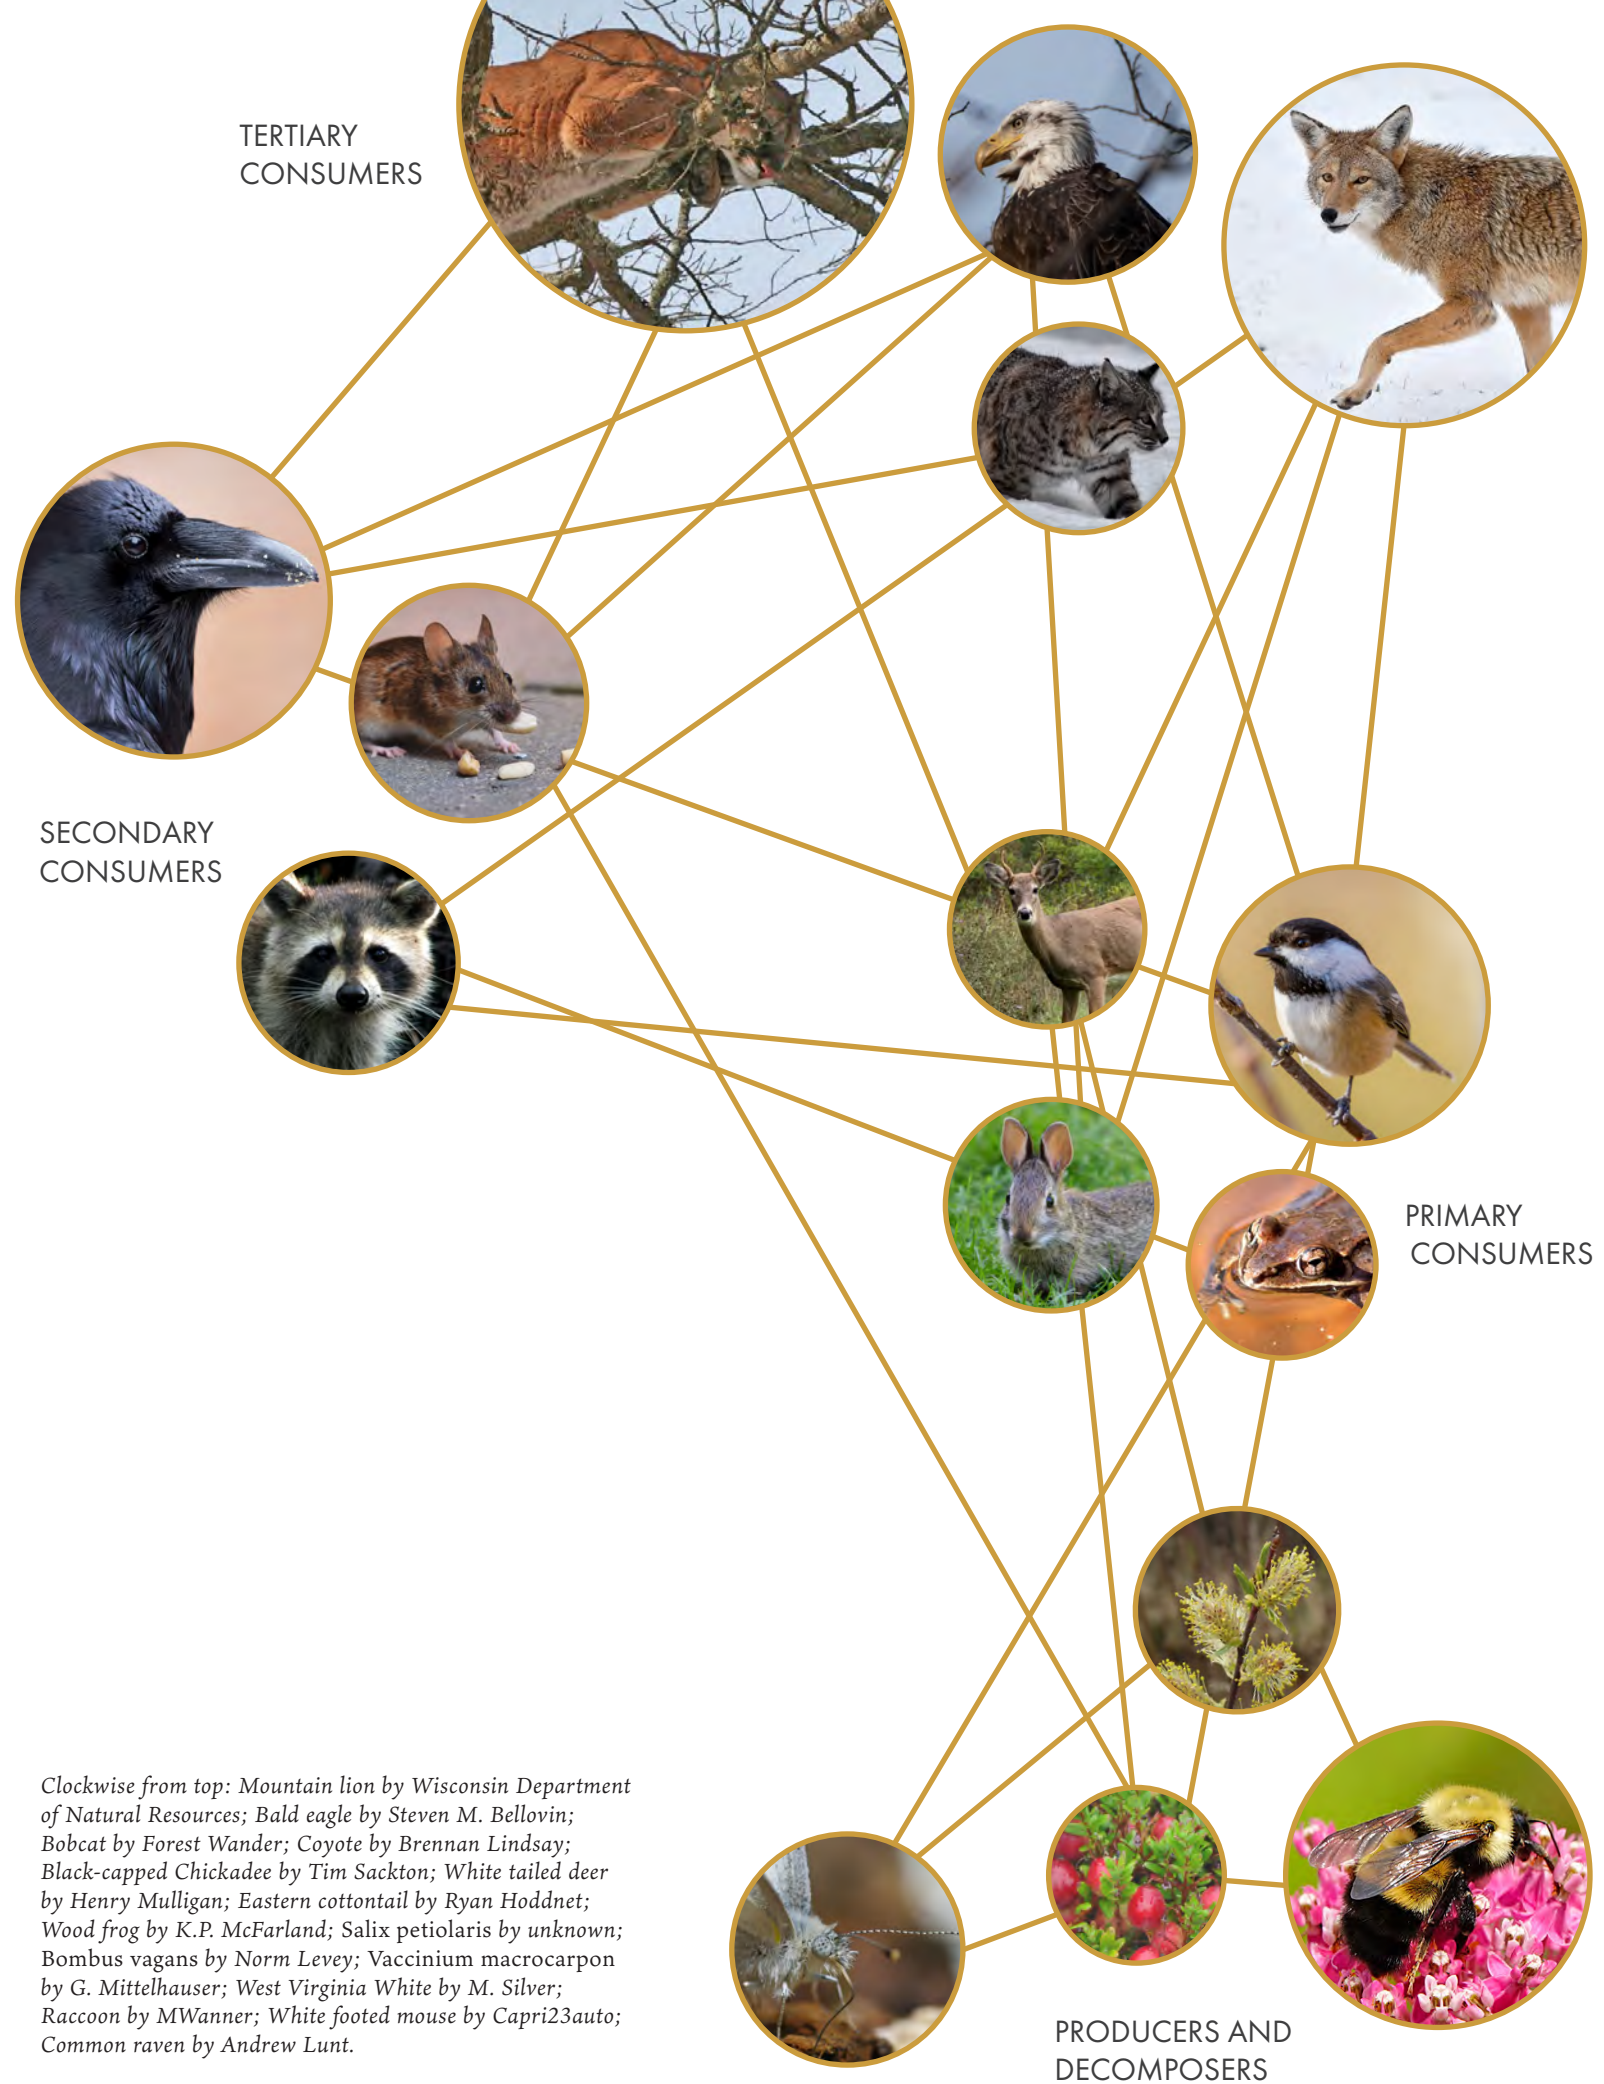 TERTIARY
CONSUMERS
SECONDARY
CONSUMERS
PRIMARY
CONSUMERS
Clockwise from top: Mountain lion by Wisconsin Department
of Natural Resources; Bald eagle by Steven M. Bellovin;
Bobcat by Forest Wander; Coyote by Brennan Lindsay;
Black-capped Chickadee by Tim Sackton; White tailed deer
by Henry Mulligan; Eastern cottontail by Ryan Hoddnet;
Wood frog by K.P. McFarland; Salix petiolaris by unknown;
Bombus vagans by Norm Levey; Vaccinium macrocarpon
by G. Mittelhauser; West Virginia White by M. Silver;
Raccoon by MWanner; White footed mouse by Capri23auto;
Common raven by Andrew Lunt.
PRODUCERS AND
DECOMPOSERS